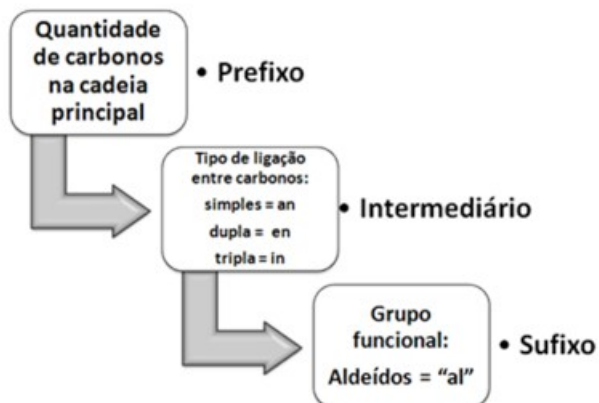 Quantidade
de carbonos
na cadeia
principal
• Prefixo
Tipo de ligação
entre carbonos:
simples = an
dupla = en
tripla = in
• Intermediário
Grupo
funcional:
Aldeídos = “al”
• Sufixo